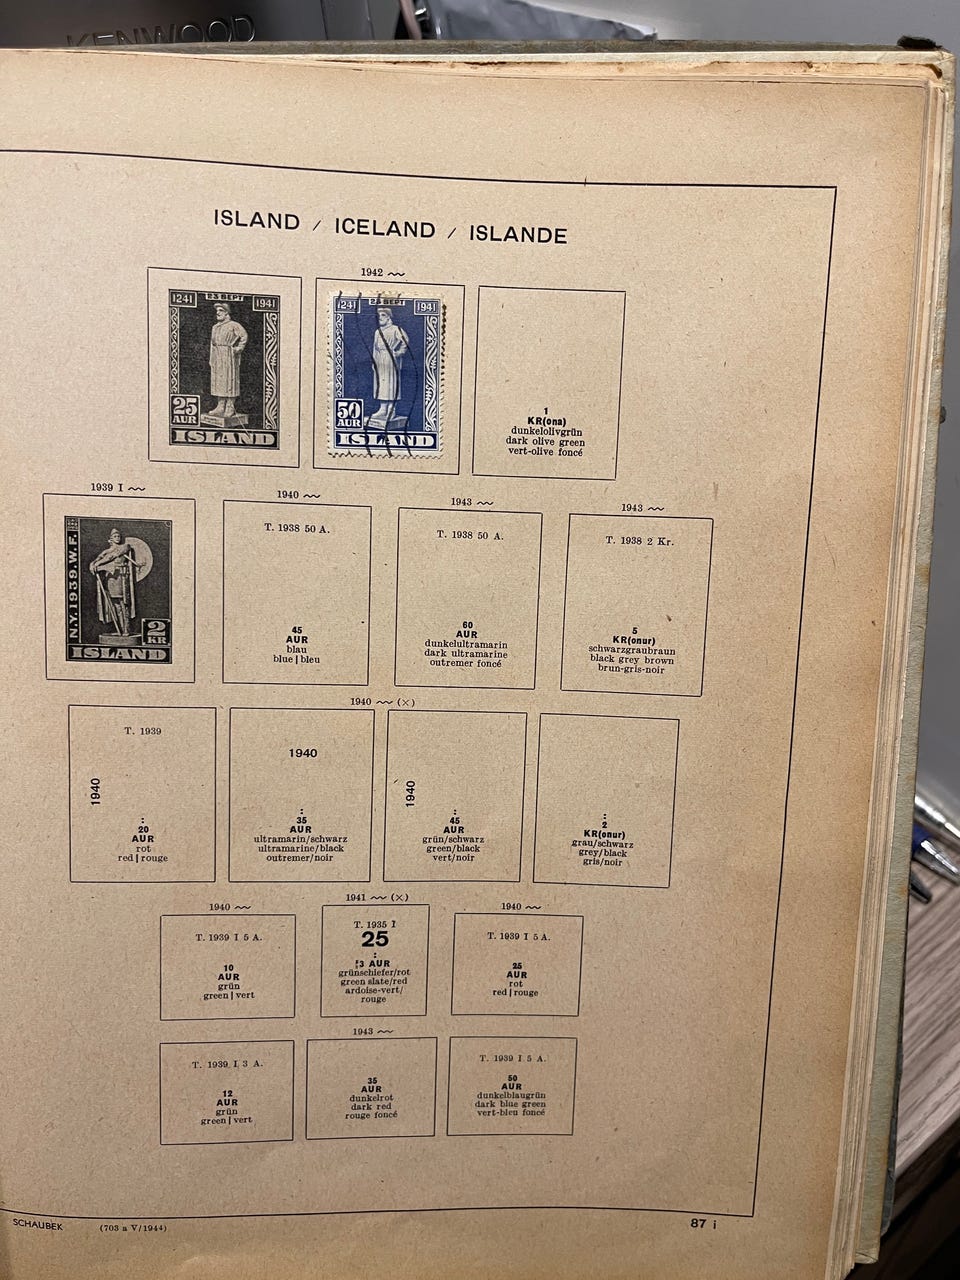 KENWOOD
ISLAND / ICELAND / ISLANDE
1942
1241 23 SEPT 1941
25
AUR
ISLAND
1241 23 SEPT 1941
50
AUR
ISLAND
1
KR(ona)
dunkelolivgrün
dark olive green
vert-olive foncé
1939 I
N.Y. 1939. W.F.
2
KR
ISLAND
1940
T. 1938 50 A.
45
AUR
blau
blue | bleu
1943
T. 1938 50 A.
60
AUR
dunkelultramarin
dark ultramarine
outremer foncé
1943
T. 1938 2 Kr.
5
KR(onur)
schwarzgraubraun
black grey brown
brun-gris-noir
1940 (×)
T. 1939
1940
:
20
AUR
rot
red | rouge
1940
:
35
AUR
ultramarin/schwarz
ultramarine/black
outremer/noir
1940
:
45
AUR
grün/schwarz
green/black
vert/noir
:
2
KR(onur)
grau/schwarz
grey/black
gris/noir
1940
T. 1939 I 5 A.
10
AUR
grün
green | vert
1941 (×)
T. 1935 I
25
:
3 AUR
grünschiefer/rot
green slate/red
ardoise-vert/
rouge
1940
T. 1939 I 5 A.
25
AUR
rot
red | rouge
T. 1939 I 3 A.
12
AUR
grün
green | vert
1943
35
AUR
dunkelrot
dark red
rouge foncé
T. 1939 I 5 A.
50
AUR
dunkelblaugrün
dark blue green
vert-bleu foncé
SCHAUBEK (703 a V/1944) 87 i